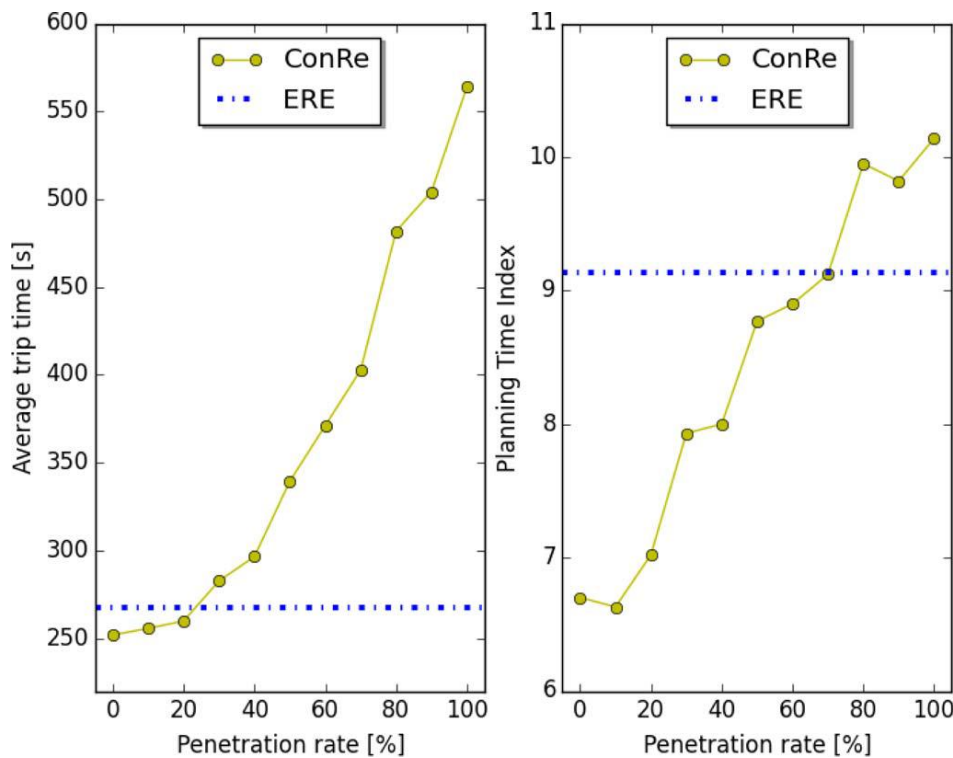 600
550
500
450
400
350
300
250
Average trip time [s]
ConRe
ERE
0 20 40 60 80 100
Penetration rate [%]
11
10
9
8
7
6
Planning Time Index
ConRe
ERE
0 20 40 60 80 100
Penetration rate [%]